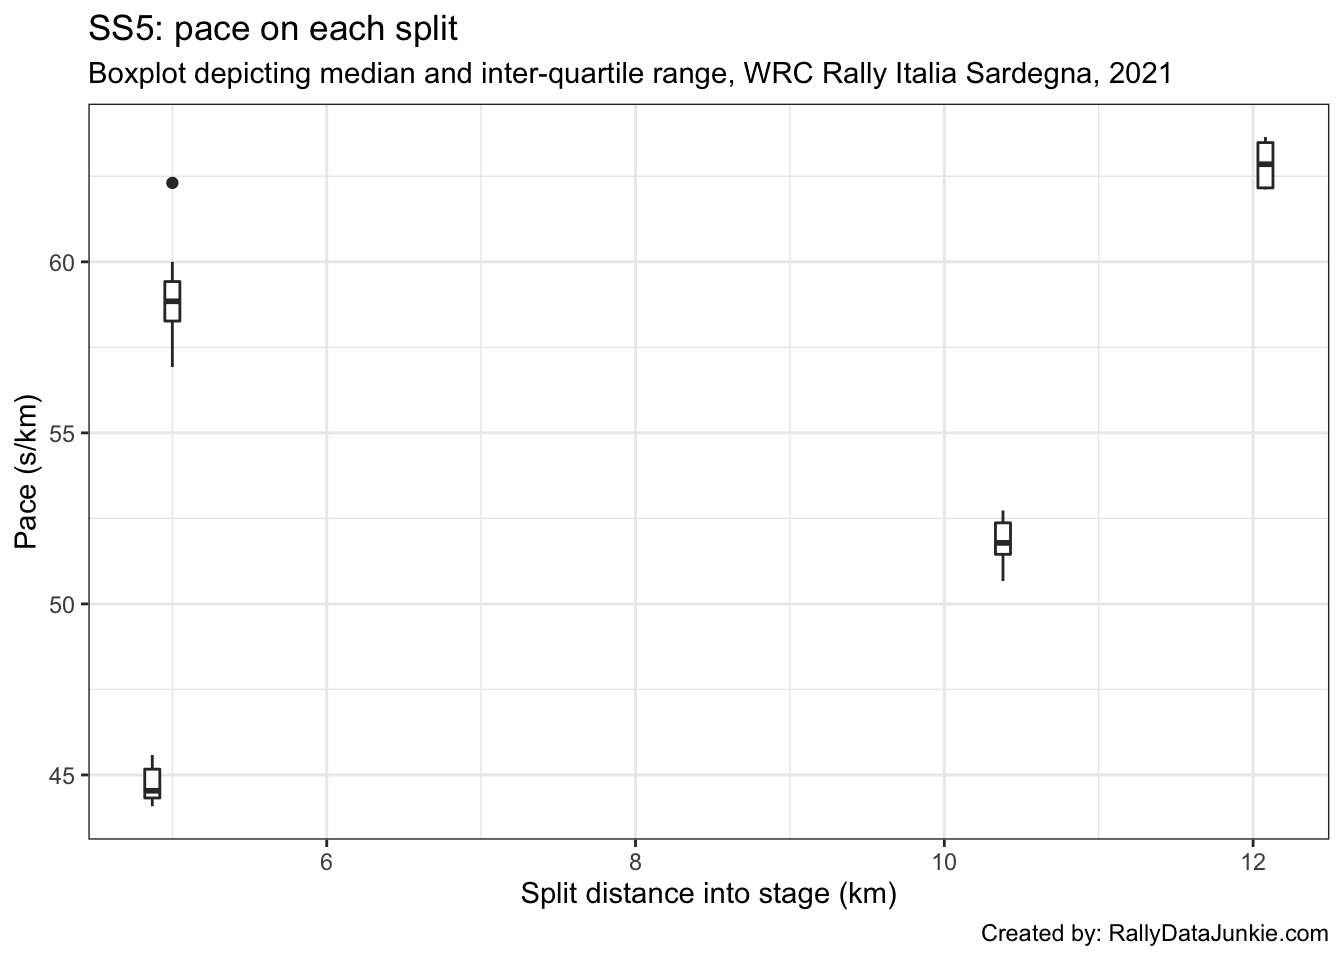 SS5: pace on each split
Boxplot depicting median and inter-quartile range, WRC Rally Italia Sardegna, 2021
Pace (s/km)
60
55
50
45
6 8 10 12
Split distance into stage (km)
Created by: RallyDataJunkie.com